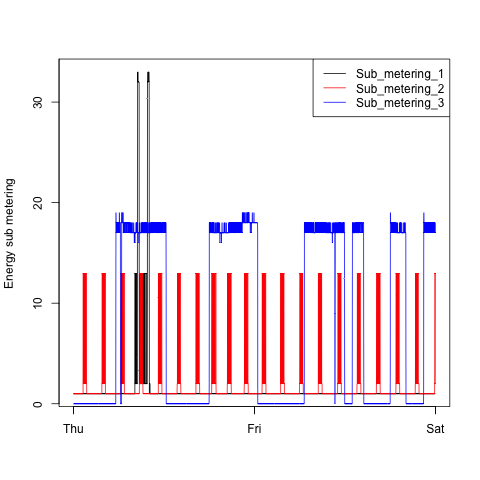 Sub_metering_1
Sub_metering_2
Sub_metering_3
Energy sub metering
30
20
10
0
Thu Fri Sat